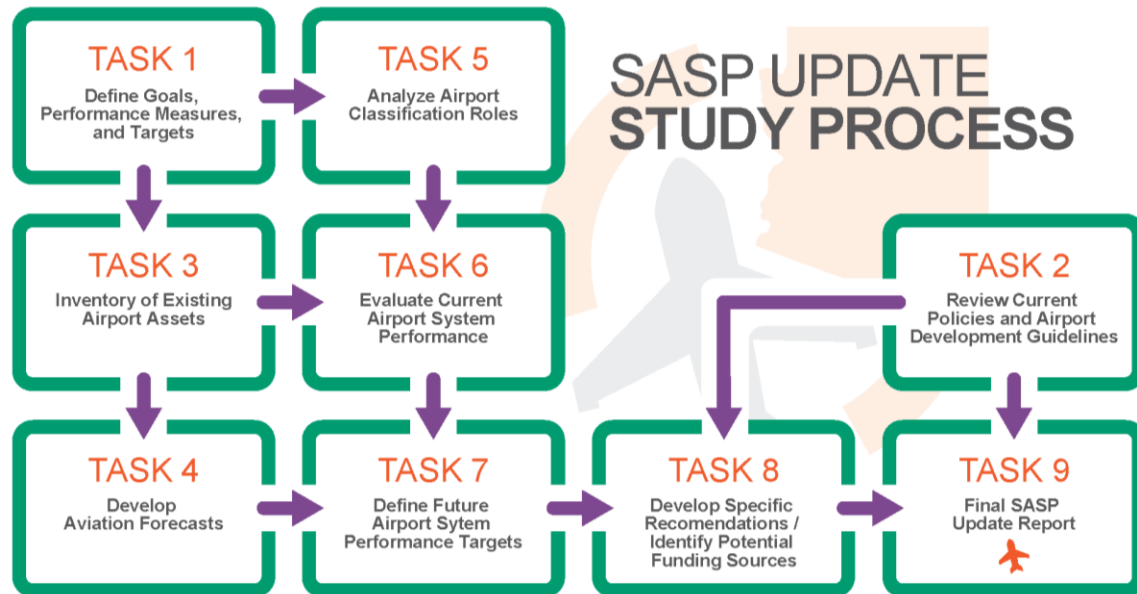 SASP UPDATE
STUDY PROCESS
TASK 1
Define Goals,
Performance Measures,
and Targets
TASK 5
Analyze Airport
Classification Roles
TASK 3
Inventory of Existing
Airport Assets
TASK 6
Evaluate Current
Airport System
Performance
TASK 2
Review Current
Policies and Airport
Development Guidelines
TASK 4
Develop
Aviation Forecasts
TASK 7
Define Future
Airport Sytem
Performance Targets
TASK 8
Develop Specific
Recomendations /
Identify Potential
Funding Sources
TASK 9
Final SASP
Update Report